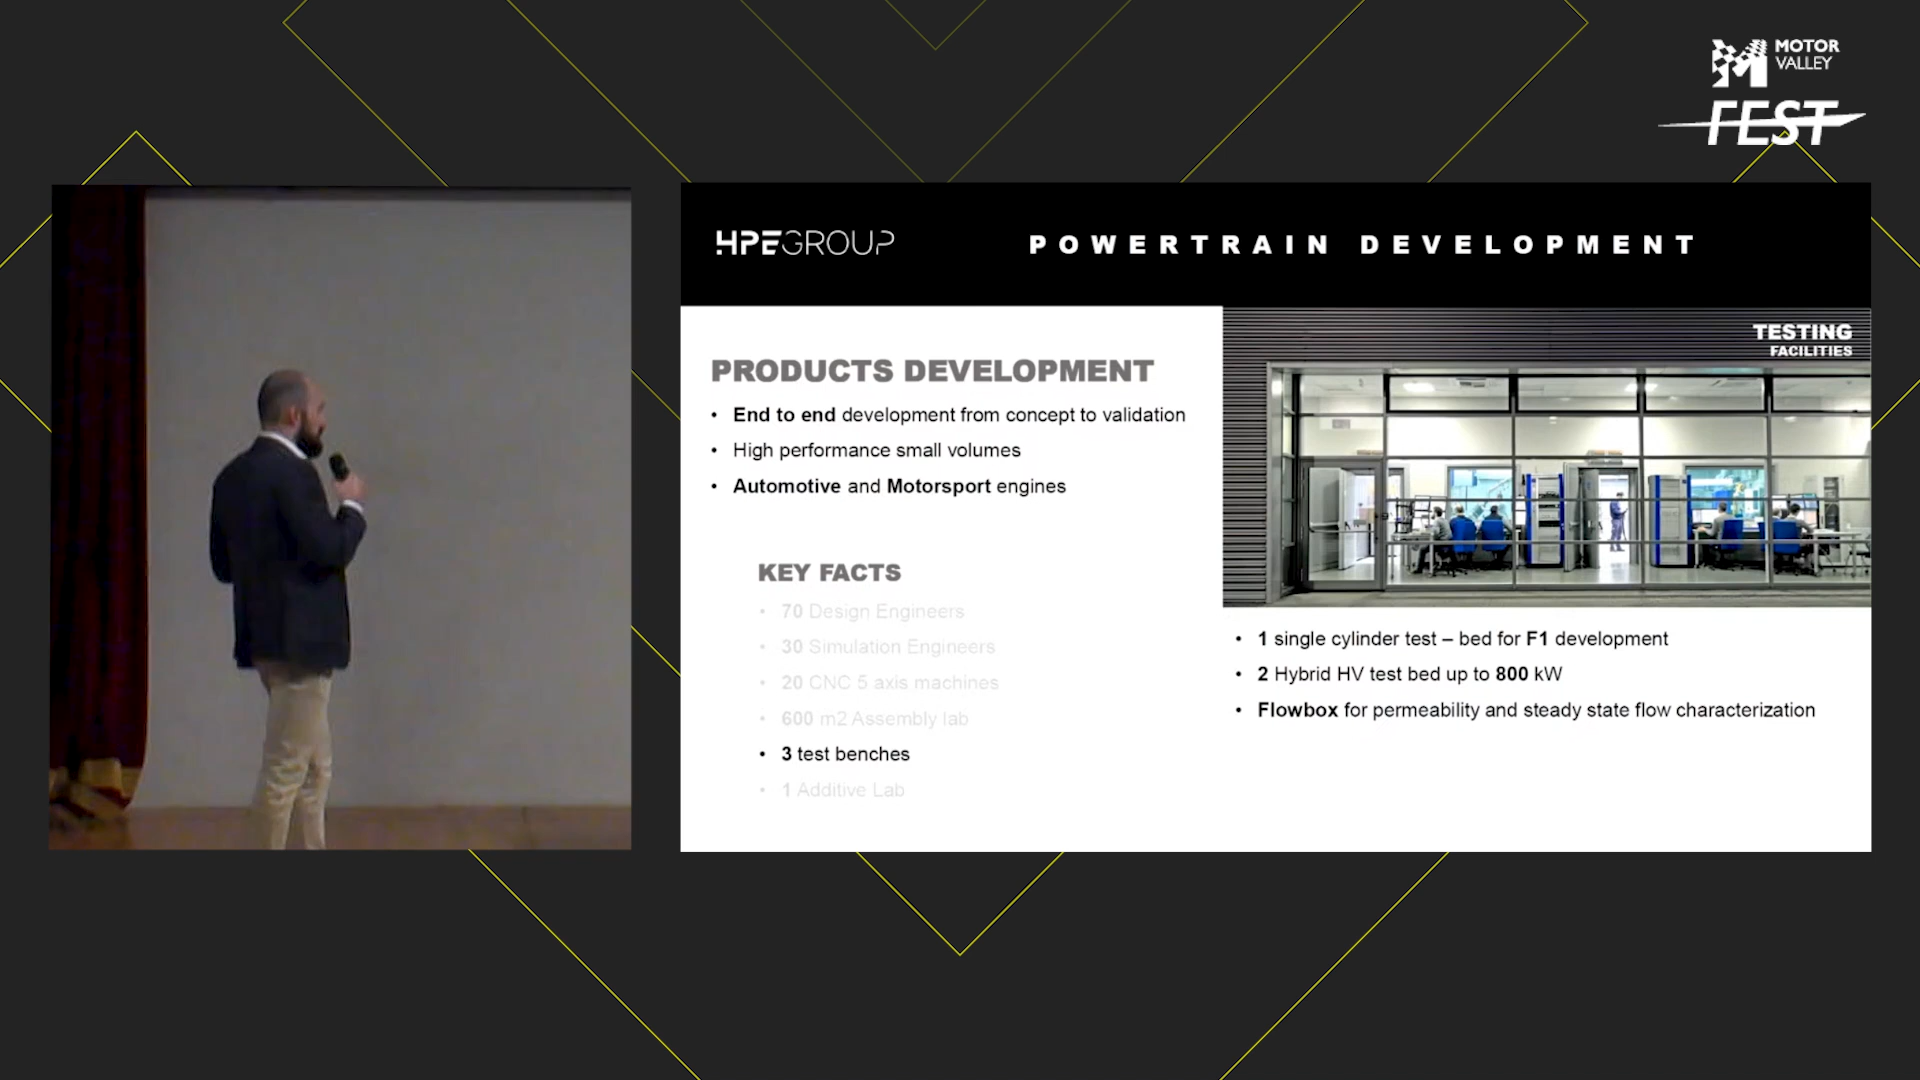 MOTOR
VALLEY
FEST
HPEGROUP
POWERTRAIN DEVELOPMENT
PRODUCTS DEVELOPMENT
• End to end development from concept to validation
• High performance small volumes
• Automotive and Motorsport engines
KEY FACTS
• 70 Design Engineers
• 30 Simulation Engineers
• 20 CNC 5 axis machines
• 600 m2 Assembly lab
• 3 test benches
• 1 Additive Lab
TESTING
FACILITIES
• 1 single cylinder test – bed for F1 development
• 2 Hybrid HV test bed up to 800 kW
• Flowbox for permeability and steady state flow characterization